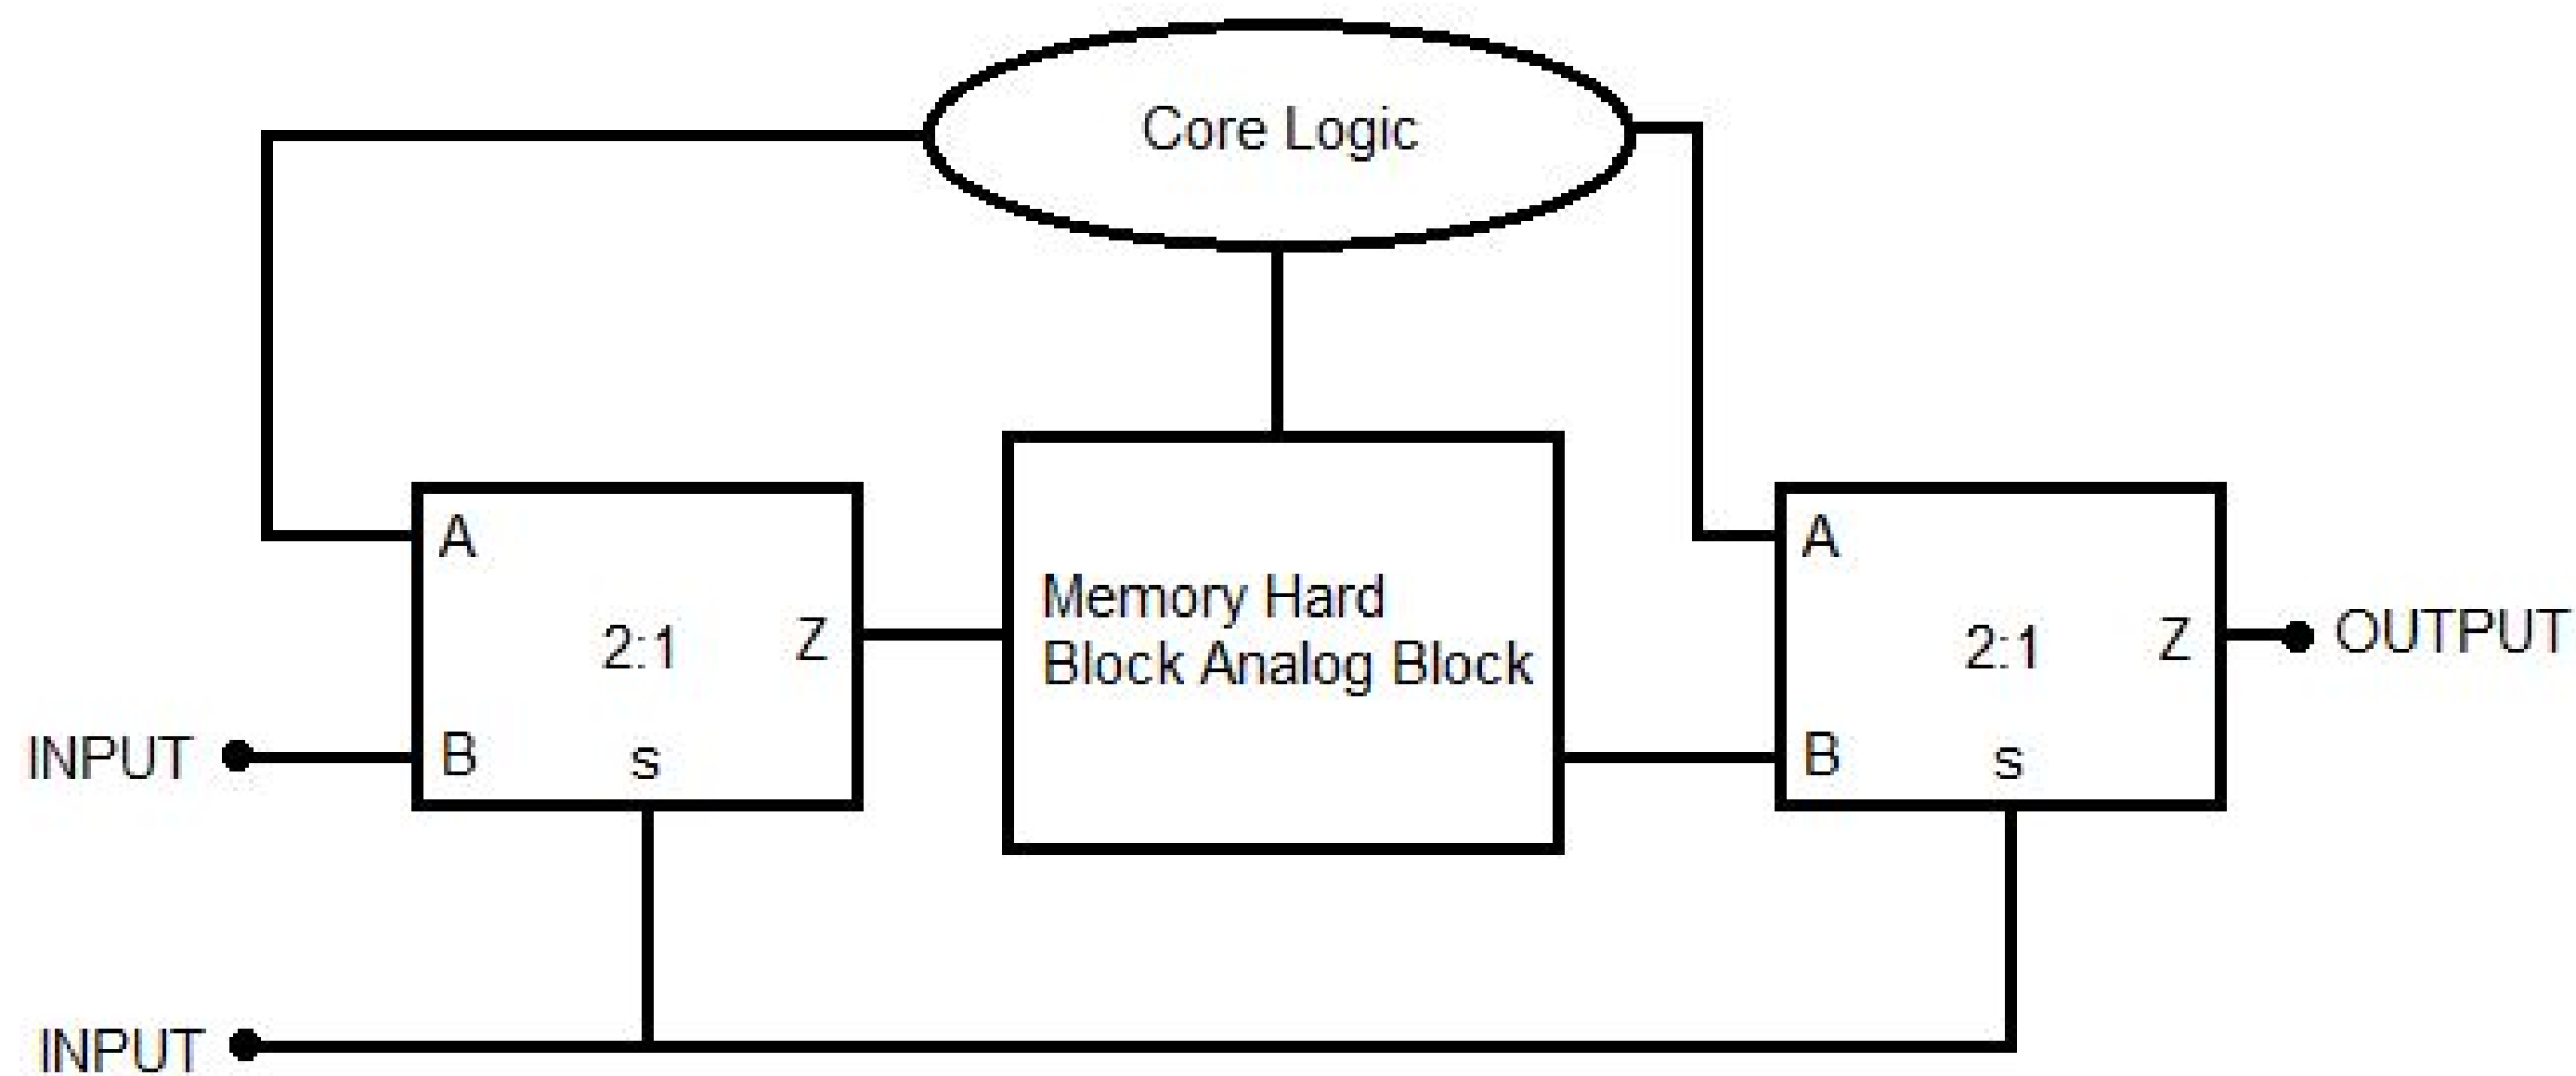 Core Logic
A
2:1
Z
B
s
INPUT
Memory Hard
Block Analog Block
A
2:1
Z
B
s
OUTPUT
INPUT